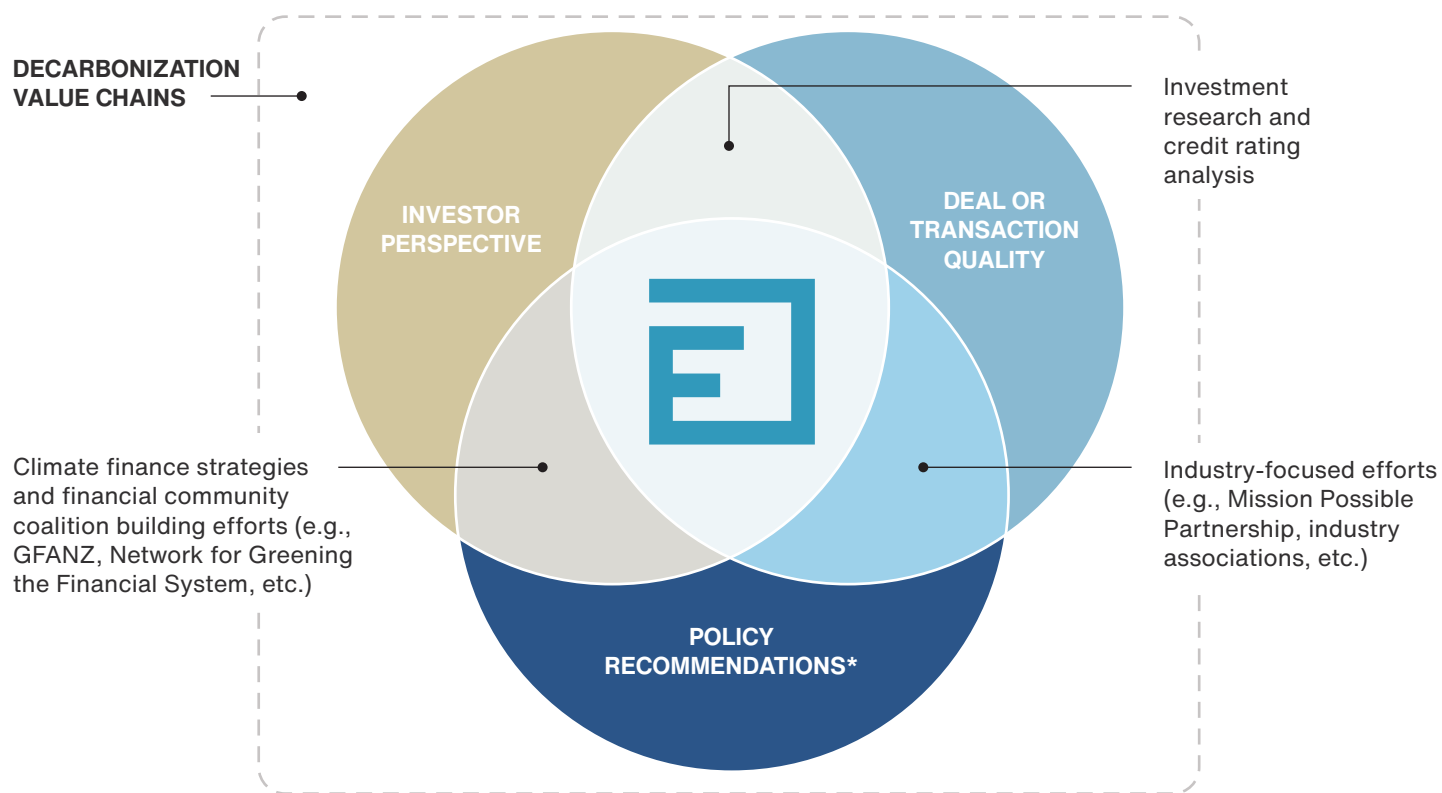 DECARBONIZATION
VALUE CHAINS
Investment
research and
credit rating
analysis
INVESTOR
PERSPECTIVE
DEAL OR
TRANSACTION
QUALITY
Climate finance strategies
and financial community
coalition building efforts (e.g.,
GFANZ, Network for Greening
the Financial System, etc.)
Industry-focused efforts
(e.g., Mission Possible
Partnership, industry
associations, etc.)
POLICY
RECOMMENDATIONS*